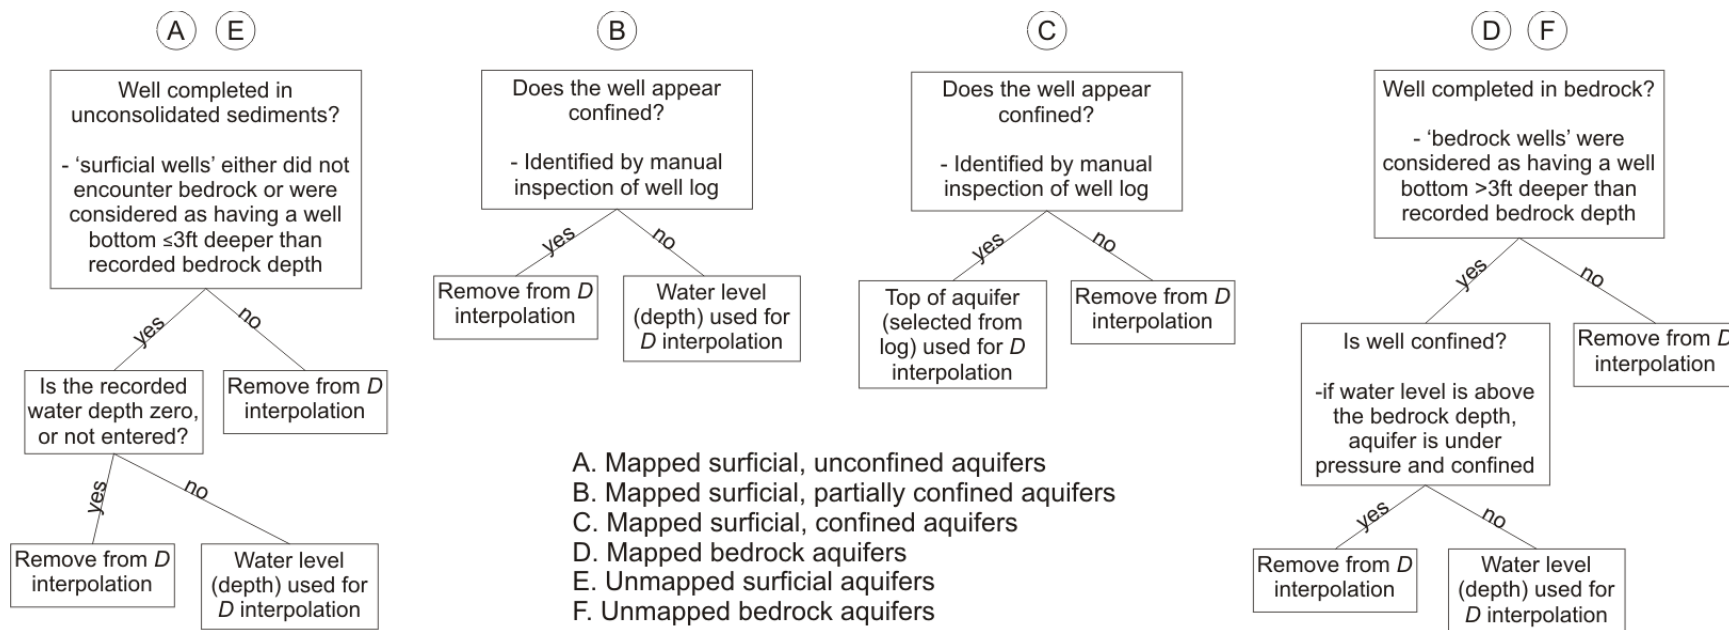 A E
Well completed in
unconsolidated sediments?
- ‘surficial wells’ either did not
encounter bedrock or were
considered as having a well
bottom ≤3ft deeper than
recorded bedrock depth
yes
no
Is the recorded
water depth zero,
or not entered?
Remove from D
interpolation
yes
no
Remove from D
interpolation
Water level
(depth) used for
D interpolation
B
Does the well appear
confined?
- Identified by manual
inspection of well log
yes
no
Remove from D
interpolation
Water level
(depth) used for
D interpolation
C
Does the well appear
confined?
- Identified by manual
inspection of well log
yes
no
Top of aquifer
(selected from
log) used for D
interpolation
Remove from D
interpolation
D F
Well completed in bedrock?
- ‘bedrock wells’ were
considered as having a well
bottom >3ft deeper than
recorded bedrock depth
yes
no
Is well confined?
-if water level is above
the bedrock depth,
aquifer is under
pressure and confined
Remove from D
interpolation
yes
no
Remove from D
interpolation
Water level
(depth) used for
D interpolation
A. Mapped surficial, unconfined aquifers
B. Mapped surficial, partially confined aquifers
C. Mapped surficial, confined aquifers
D. Mapped bedrock aquifers
E. Unmapped surficial aquifers
F. Unmapped bedrock aquifers